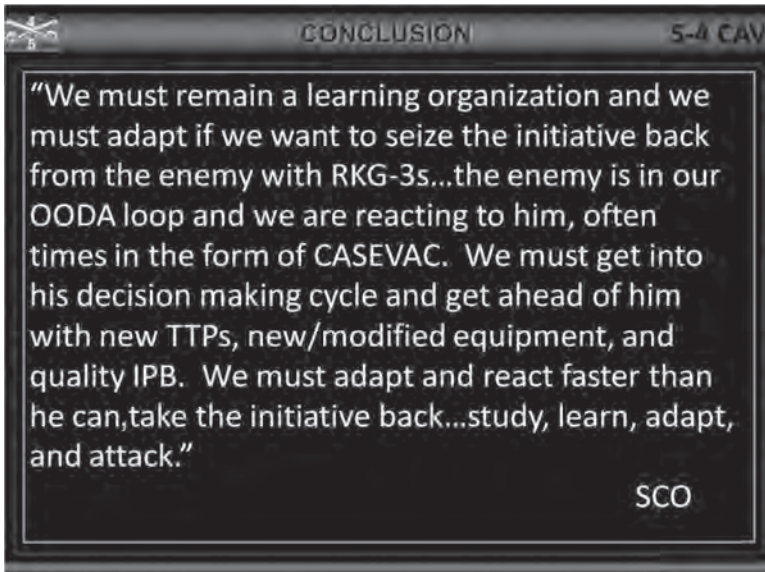 4
5
CONCLUSION 5-4 CAV
“We must remain a learning organization and we
must adapt if we want to seize the initiative back
from the enemy with RKG-3s...the enemy is in our
OODA loop and we are reacting to him, often
times in the form of CASEVAC.  We must get into
his decision making cycle and get ahead of him
with new TTPs, new/modified equipment, and
quality IPB.  We must adapt and react faster than
he can,take the initiative back...study, learn, adapt,
and attack.”
SCO